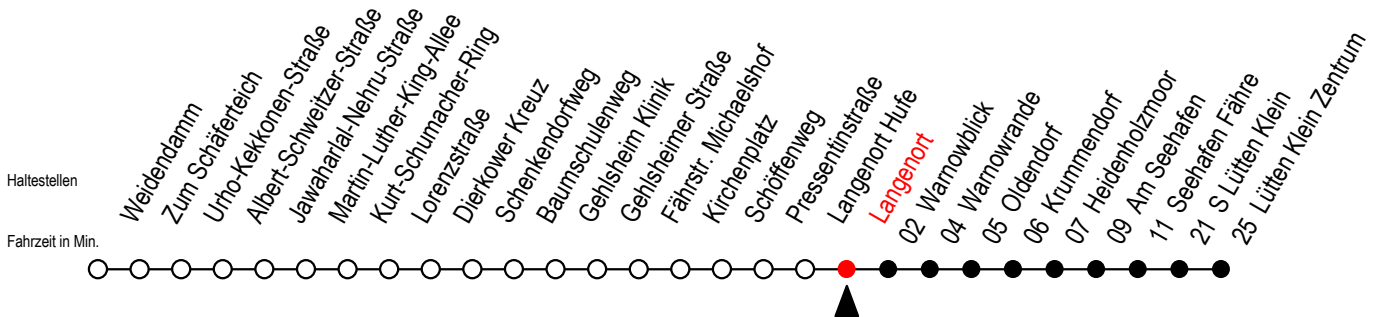 Haltestellen
Fahrzeit in Min.
Weidendamm
Zum Schäferteich
Urho-Kekkonen-Straße
Albert-Schweitzer-Straße
Jawaharlal-Nehru-Straße
Martin-Luther-King-Allee
Kurt-Schumacher-Ring
Lorenzstraße
Dierkower Kreuz
Schenkendorfweg
Baumschulenweg
Gehlsheim Klinik
Gehlsheimer Straße
Fährstr. Michaelshof
Kirchenplatz
Schöffenweg
Pressentinstraße
Langenort Hufe
Langenort
02 Warnowblick
04 Warnowrande
05 Oldendorf
06 Krummendorf
07 Heidenholzmoor
09 Am Seehafen
11 Seehafen Fähre
21 S Lütten Klein
25 Lütten Klein Zentrum